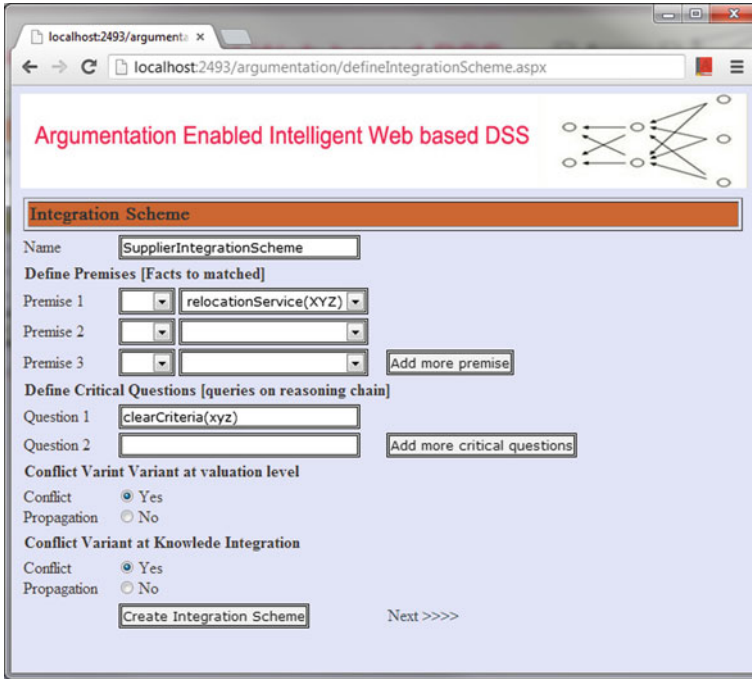 localhost:2493/argumenta
localhost:2493/argumentation/defineIntegrationScheme.aspx
Argumentation Enabled Intelligent Web based DSS
Integration Scheme
Name SupplierIntegrationScheme
Define Premises [Facts to matched]
Premise 1 relocationService(XYZ)
Premise 2
Premise 3 Add more premise
Define Critical Questions [queries on reasoning chain]
Question 1 clearCriteria(xyz)
Question 2 Add more critical questions
Conflict Varint Variant at valuation level
Conflict Yes
Propagation No
Conflict Variant at Knowlede Integration
Conflict Yes
Propagation No
Create Integration Scheme Next >>>>